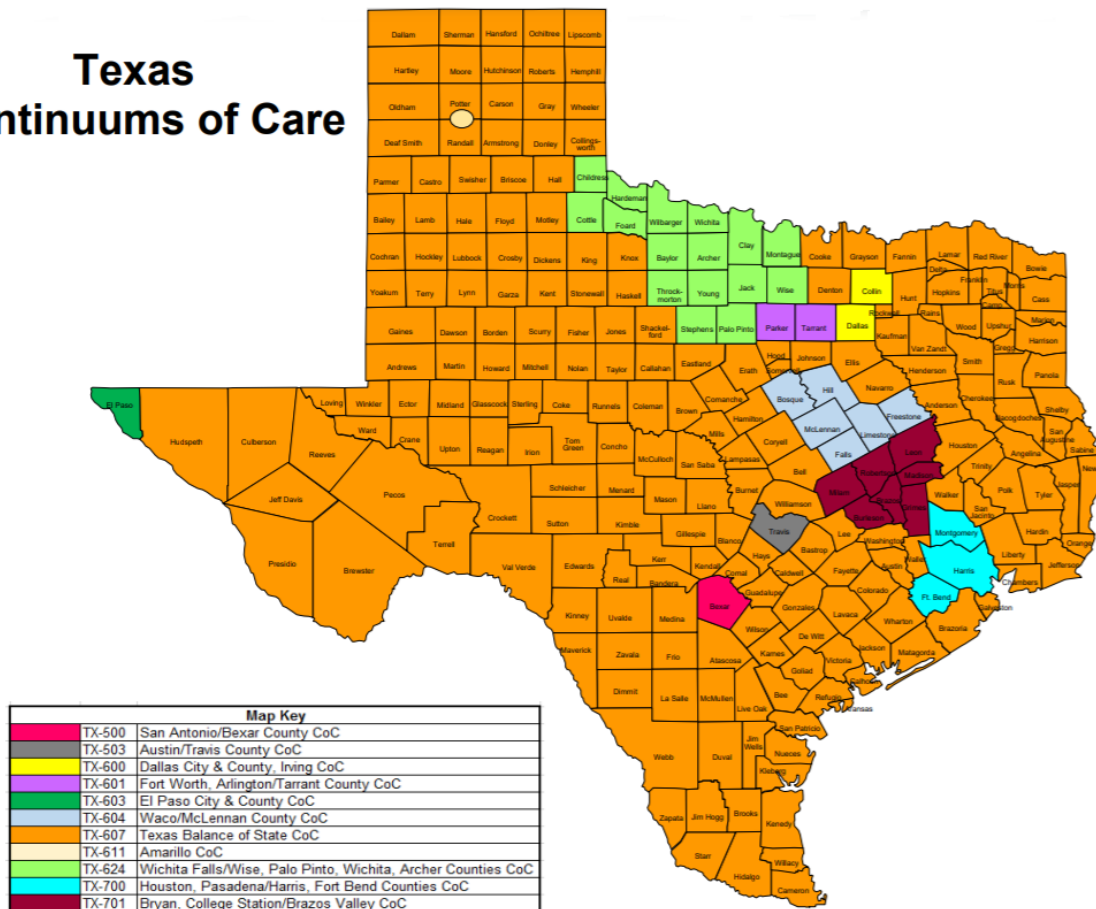 Texas
ntinuums of Care
Dallam Sherman Hansford Ochiltree Lipscomb
Hartley Moore Hutchinson Roberts Hemphill
Oldham Potter Carson Gray Wheeler
Deaf Smith Randall Armstrong Donley Collings-
worth
Parmer Castro Swisher Briscoe Hall Childress
Hardeman
Bailey Lamb Hale Floyd Motley Cottle Foard Wilbarger Wichita
Clay
Montague
Cochran Hockley Lubbock Crosby Dickens King Knox Baylor Archer Cooke Grayson Fannin Lamar Red River
Bowie
Delta
Franklin
Titus
Morris
Yoakum Terry Lynn Garza Kent Stonewall Haskell Throck-
morton Young Jack Wise Denton Collin Hunt Hopkins Camp Cass
Rockwall Rains Marion
Gaines Dawson Borden Scurry Fisher Jones Shackel-
ford Stephens Palo Pinto Parker Tarrant Dallas Kaufman Wood Upshur Harrison
Van Zandt Gregg
Andrews Martin Howard Mitchell Nolan Taylor Callahan Eastland Erath Hood Somervell Johnson Ellis Henderson Smith Rusk Panola
El Paso Hudspeth Culberson Loving Winkler Ector Midland Glasscock Sterling Coke Runnels Coleman Brown Comanche Bosque Hill Navarro Anderson Cherokee Nacogdoches Shelby
Hamilton Freestone San
Augustine
Reeves Ward Crane Upton Reagan Irion Tom
Green Concho McCulloch San Saba Mills Coryell McLennan Limestone Leon Houston Angelina Sabine
Lampasas Falls Trinity New
Jeff Davis Pecos Schleicher Menard Mason Llano Burnet Bell Milam Robertson Madison Walker San
Jacinto Polk Tyler Jasper
Williamson Brazos Grimes
Burleson
Presidio Brewster Terrell Crockett Sutton Kimble Gillespie Blanco Travis Lee Washington Montgomery Hardin Orange
Val Verde Edwards Kerr Kendall Hays Bastrop Austin Waller Harris Liberty Jefferson
Real Bandera Comal Caldwell Fayette Chambers
Guadalupe Colorado Ft. Bend Galveston
Kinney Uvalde Medina Bexar Gonzales Lavaca Wharton Brazoria
Wilson De Witt
Maverick Zavala Frio Atascosa Karnes Jackson Matagorda
Goliad Victoria
Calhoun
Dimmit La Salle McMullen Live Oak Bee Refugio Aransas
San Patricio
Webb Duval Jim
Wells Nueces
Kleberg
Zapata Jim Hogg Brooks Kenedy
Starr Willacy
Hidalgo Cameron
Map Key
TX-500 San Antonio/Bexar County CoC
TX-503 Austin/Travis County CoC
TX-600 Dallas City & County, Irving CoC
TX-601 Fort Worth, Arlington/Tarrant County CoC
TX-603 El Paso City & County CoC
TX-604 Waco/McLennan County CoC
TX-607 Texas Balance of State CoC
TX-611 Amarillo CoC
TX-624 Wichita Falls/Wise, Palo Pinto, Wichita, Archer Counties CoC
TX-700 Houston, Pasadena/Harris, Fort Bend Counties CoC
TX-701 Bryan, College Station/Brazos Valley CoC